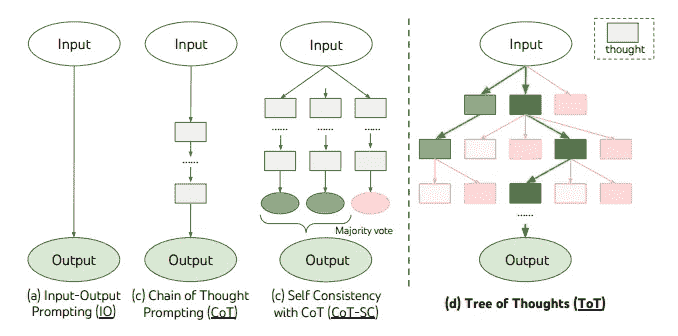 Input
Input
Input
Input
thought
......
......
......
......
......
Majority vote
Output
Output
Output
Output
(a) Input-Output
Prompting (IO)
(c) Chain of Thought
Prompting (CoT)
(c) Self Consistency
with CoT (CoT-SC)
(d) Tree of Thoughts (ToT)